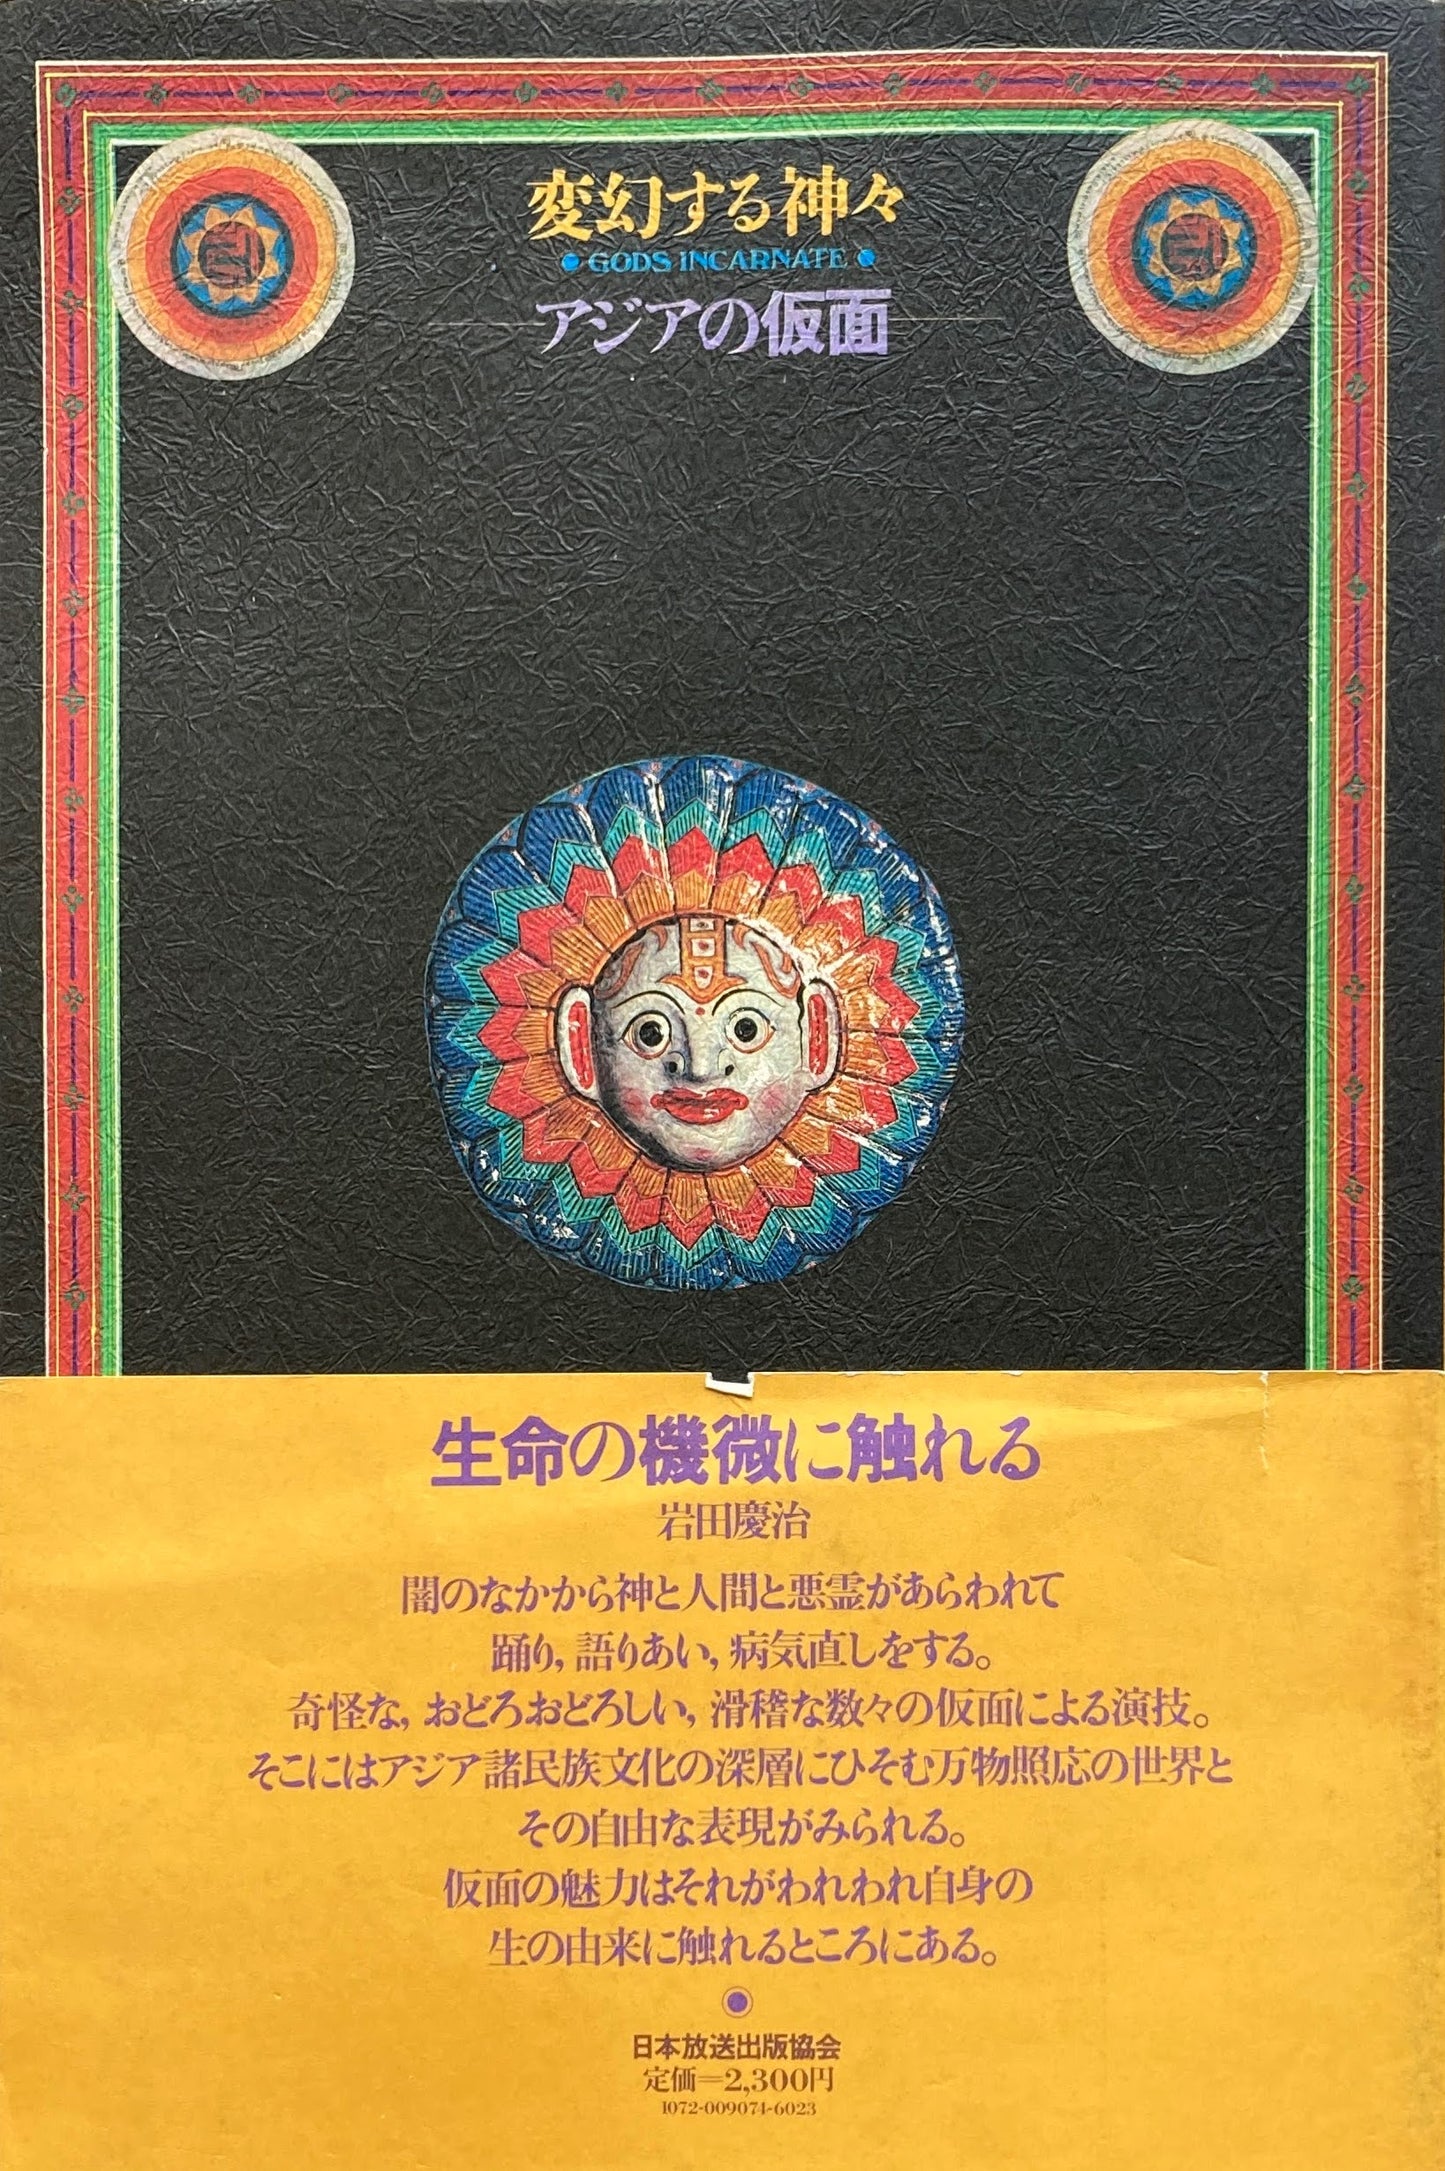 変幻する神々
●GODS INCARNATE●
アジアの仮面
生命の機微に触れる
岩田慶治
闇のなかから神と人間と悪霊があらわれて
踊り,語りあい,病気直しをする。
奇怪な,おどろおどろしい,滑稽な数々の仮面による演技。
そこにはアジア諸民族文化の深層にひそむ万物照応の世界と
その自由な表現がみられる。
仮面の魅力はそれがわれわれ自身の
生の由来に触れるところにある。
日本放送出版協会
定価=2,300円
1072-009074-6023